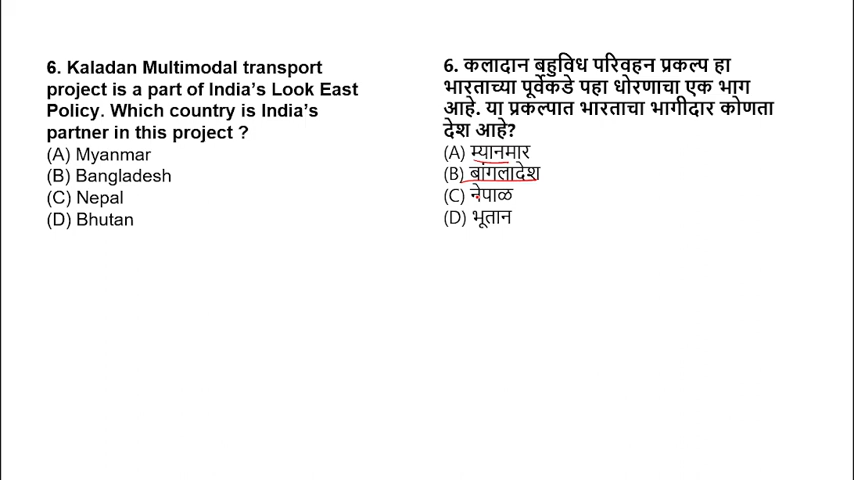 6. Kaladan Multimodal transport
project is a part of India's Look East
Policy. Which country is India's
partner in this project ?
(A) Myanmar
(B) Bangladesh
(C) Nepal
(D) Bhutan
6. कलादान बहुविध परिवहन प्रकल्प हा
भारताच्या पूर्वेकडे पहा धोरणाचा एक भाग
आहे. या प्रकल्पात भारताचा भागीदार कोणता
देश आहे?
(A) म्यानमार
(B) बांगलादेश
(C) नेपाळ
(D) भूतान